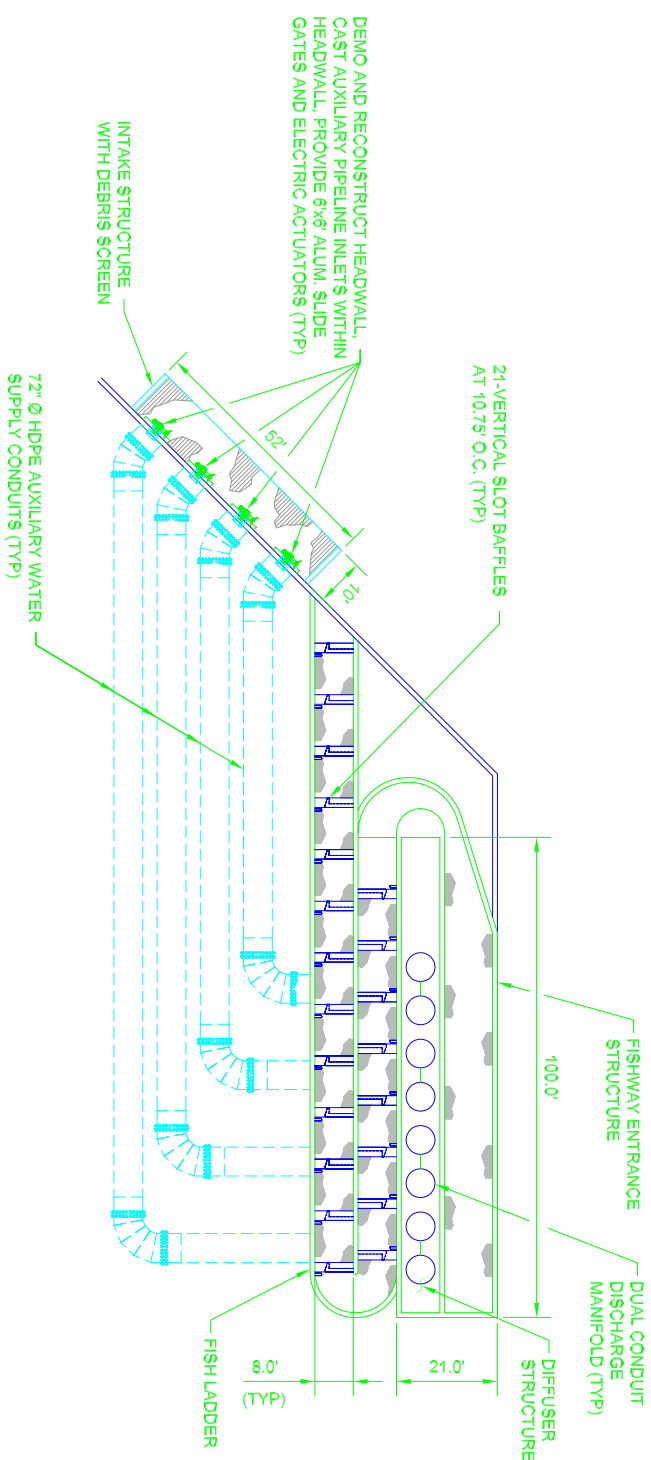 DEMO AND RECONSTRUCT HEADWALL,
CAST AUXILIARY PIPELINE INLETS WITHIN
HEADWALL, PROVIDE 6'x6' ALUM. SLIDE
GATES AND ELECTRIC ACTUATORS (TYP)
INTAKE STRUCTURE
WITH DEBRIS SCREEN
72" Ø HDPE AUXILIARY WATER
SUPPLY CONDUITS (TYP)
21-VERTICAL SLOT BAFFLES
AT 10.75' O.C. (TYP)
52'
10'
100.0'
FISHWAY ENTRANCE
STRUCTURE
DUAL CONDUIT
DISCHARGE
MANIFOLD (TYP)
DIFFUSER
STRUCTURE
21.0'
8.0'
(TYP)
FISH LADDER